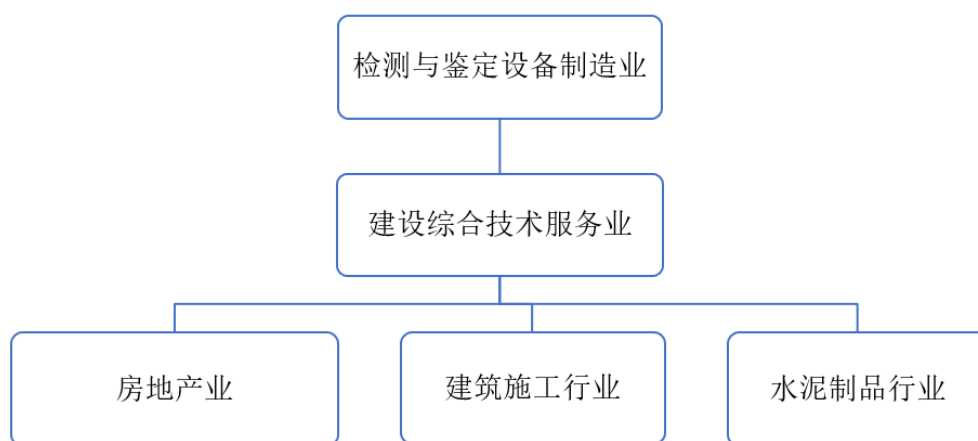 检测与鉴定设备制造业
建设综合技术服务业
房地产业
建筑施工行业
水泥制品行业